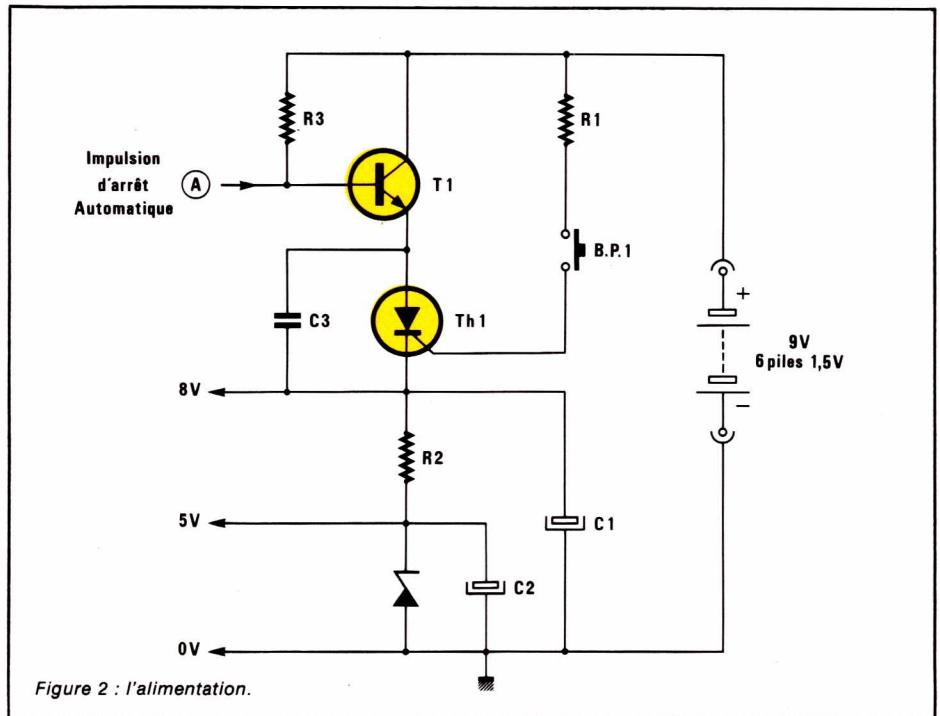 R3
R1
Impulsion
d'arrêt
Automatique
A
T1
B.P.1
C3
Th1
+
9V
6 piles 1,5V
−
8V
R2
5V
C1
C2
0V
Figure 2 : l'alimentation.